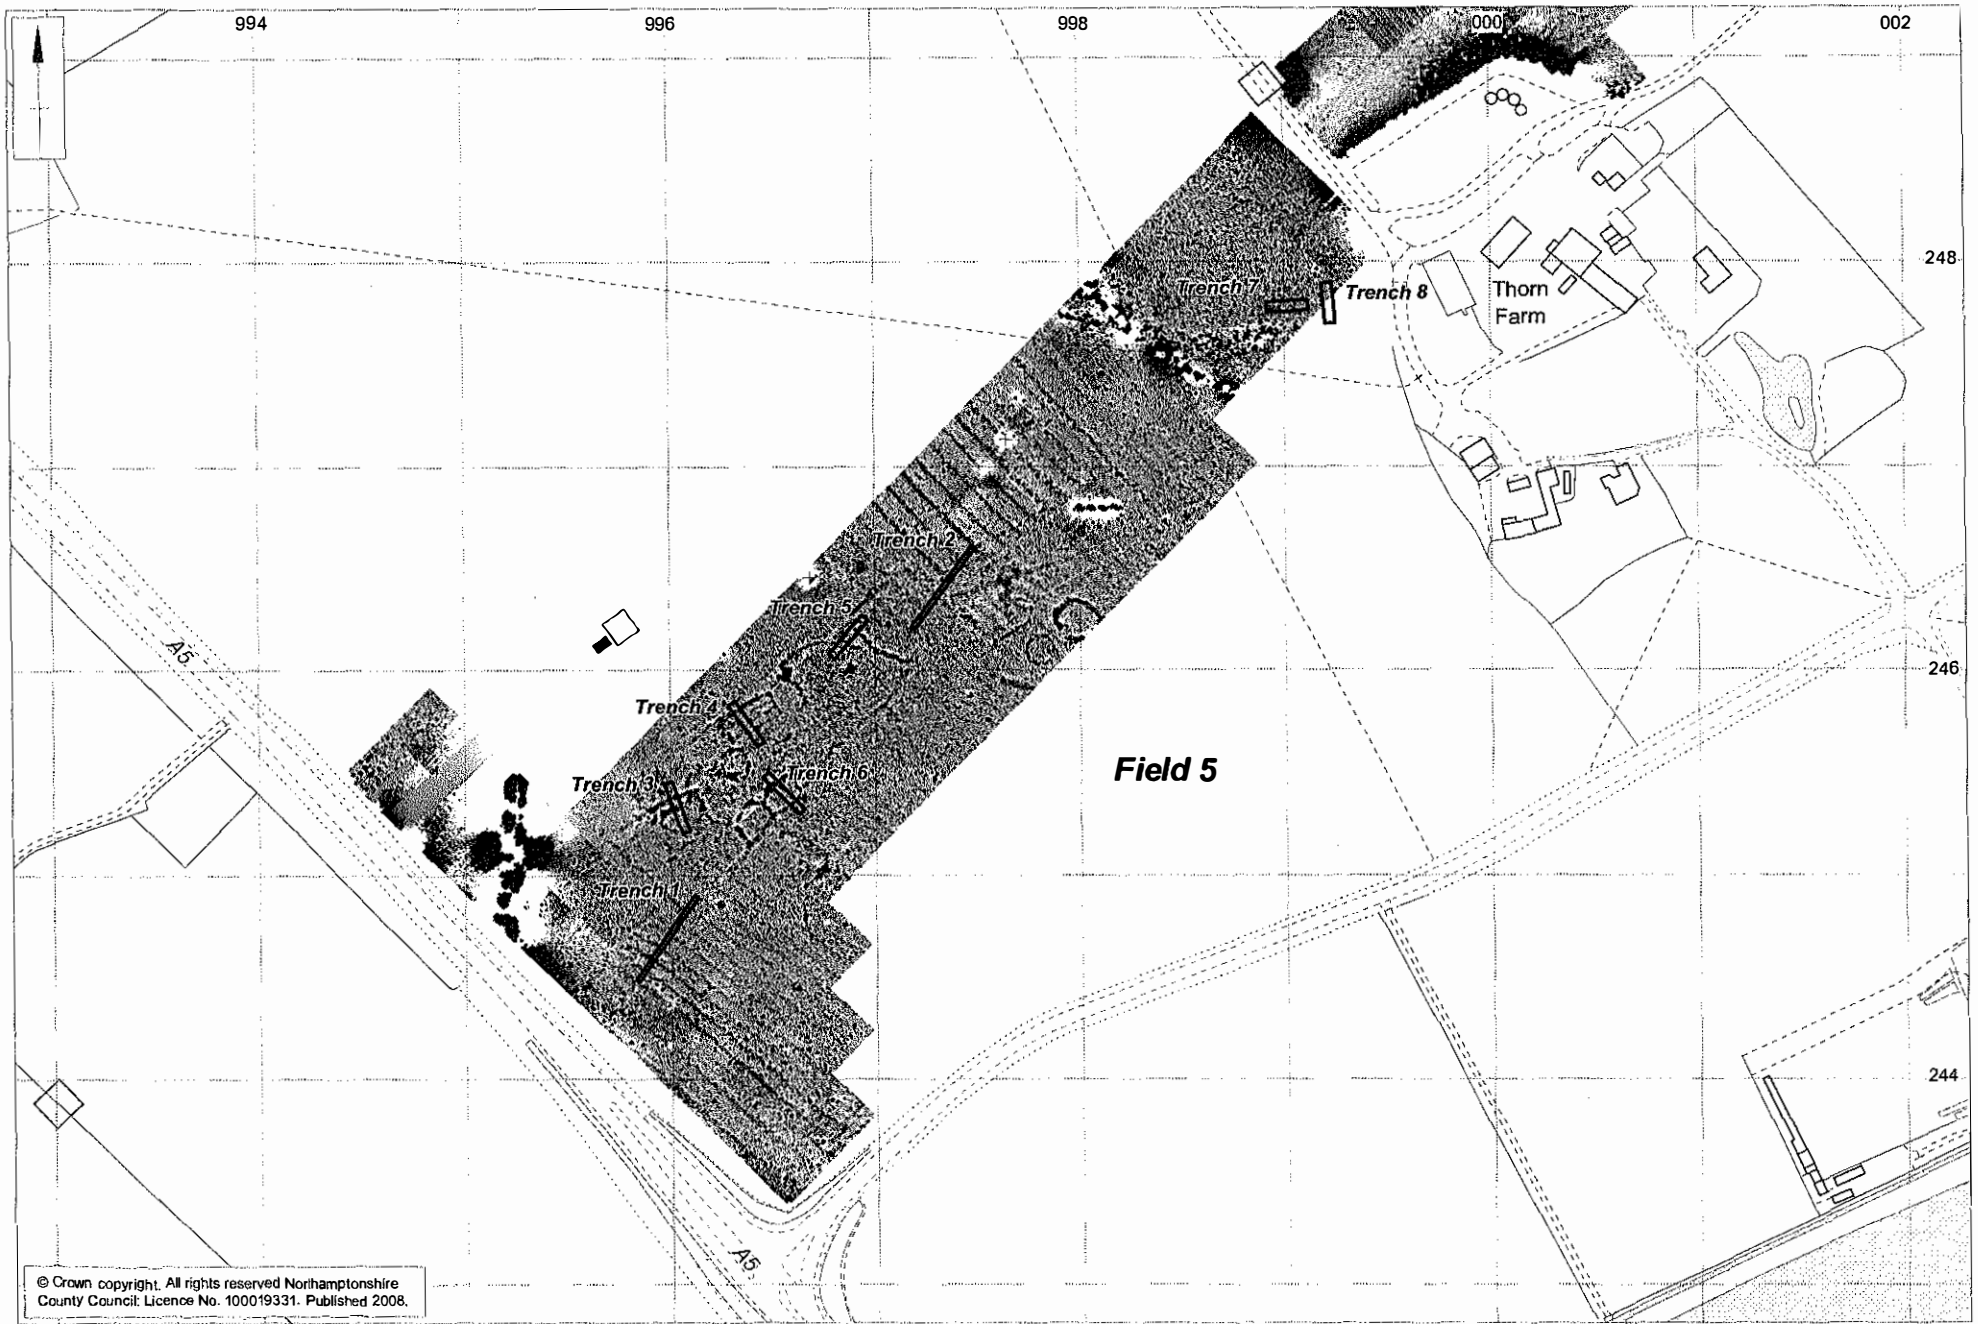 994
996
998
000
002
248
Trench 7
Trench 8
Thorn
Farm
Trench 2
Trench 5
A5
246
Trench 4
Field 5
Trench 3
Trench 6
Trench 1
244
A5
© Crown copyright. All rights reserved Northamptonshire
County Council: Licence No. 100019331. Published 2008.